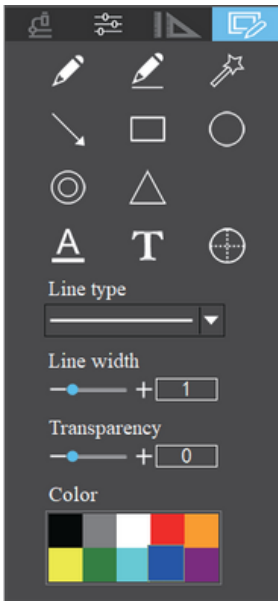 A T
Line type
Line width
1
Transparency
0
Color